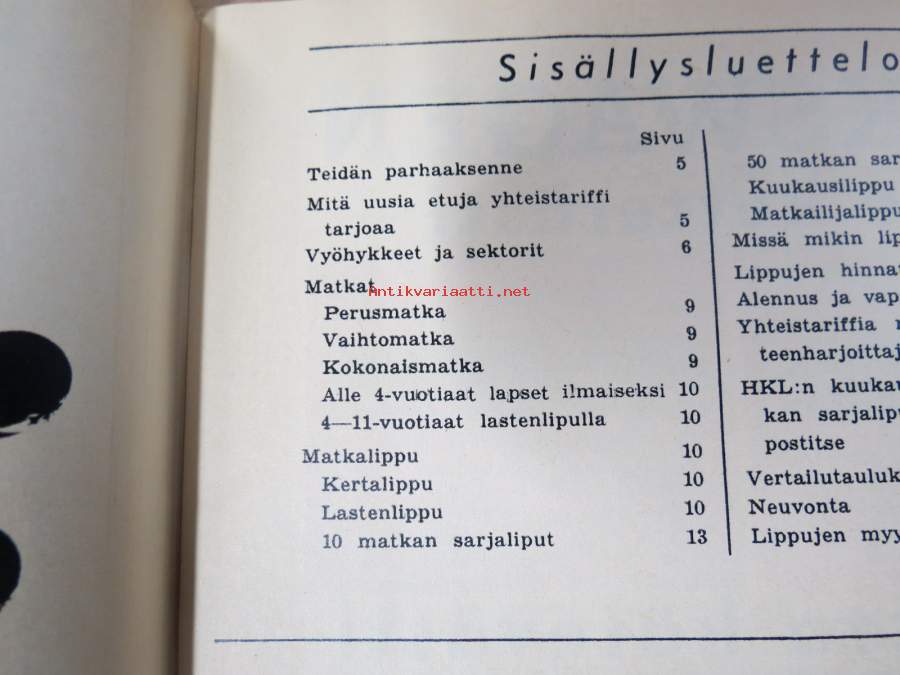 Sisällysluettelo
Sivu
Teidän parhaaksenne 5
Mitä uusia etuja yhteistariffi
tarjoaa 5
Vyöhykkeet ja sektorit 6
Matkat
Antikvariaatti.net
Perusmatka 9
Vaihtomatka 9
Kokonaismatka 9
Alle 4-vuotiaat lapset ilmaiseksi 10
4—11-vuotiaat lastenlipulla 10
Matkalippu 10
Kertalippu 10
Lastenlippu 10
10 matkan sarjaliput 13
50 matkan
Kuukausilippu
Matkailijalippu
Missä mikin
Lippujen
Alennus ja
Yhteistariffia
HKL:n
postitse
Neuvonta
Lippujen